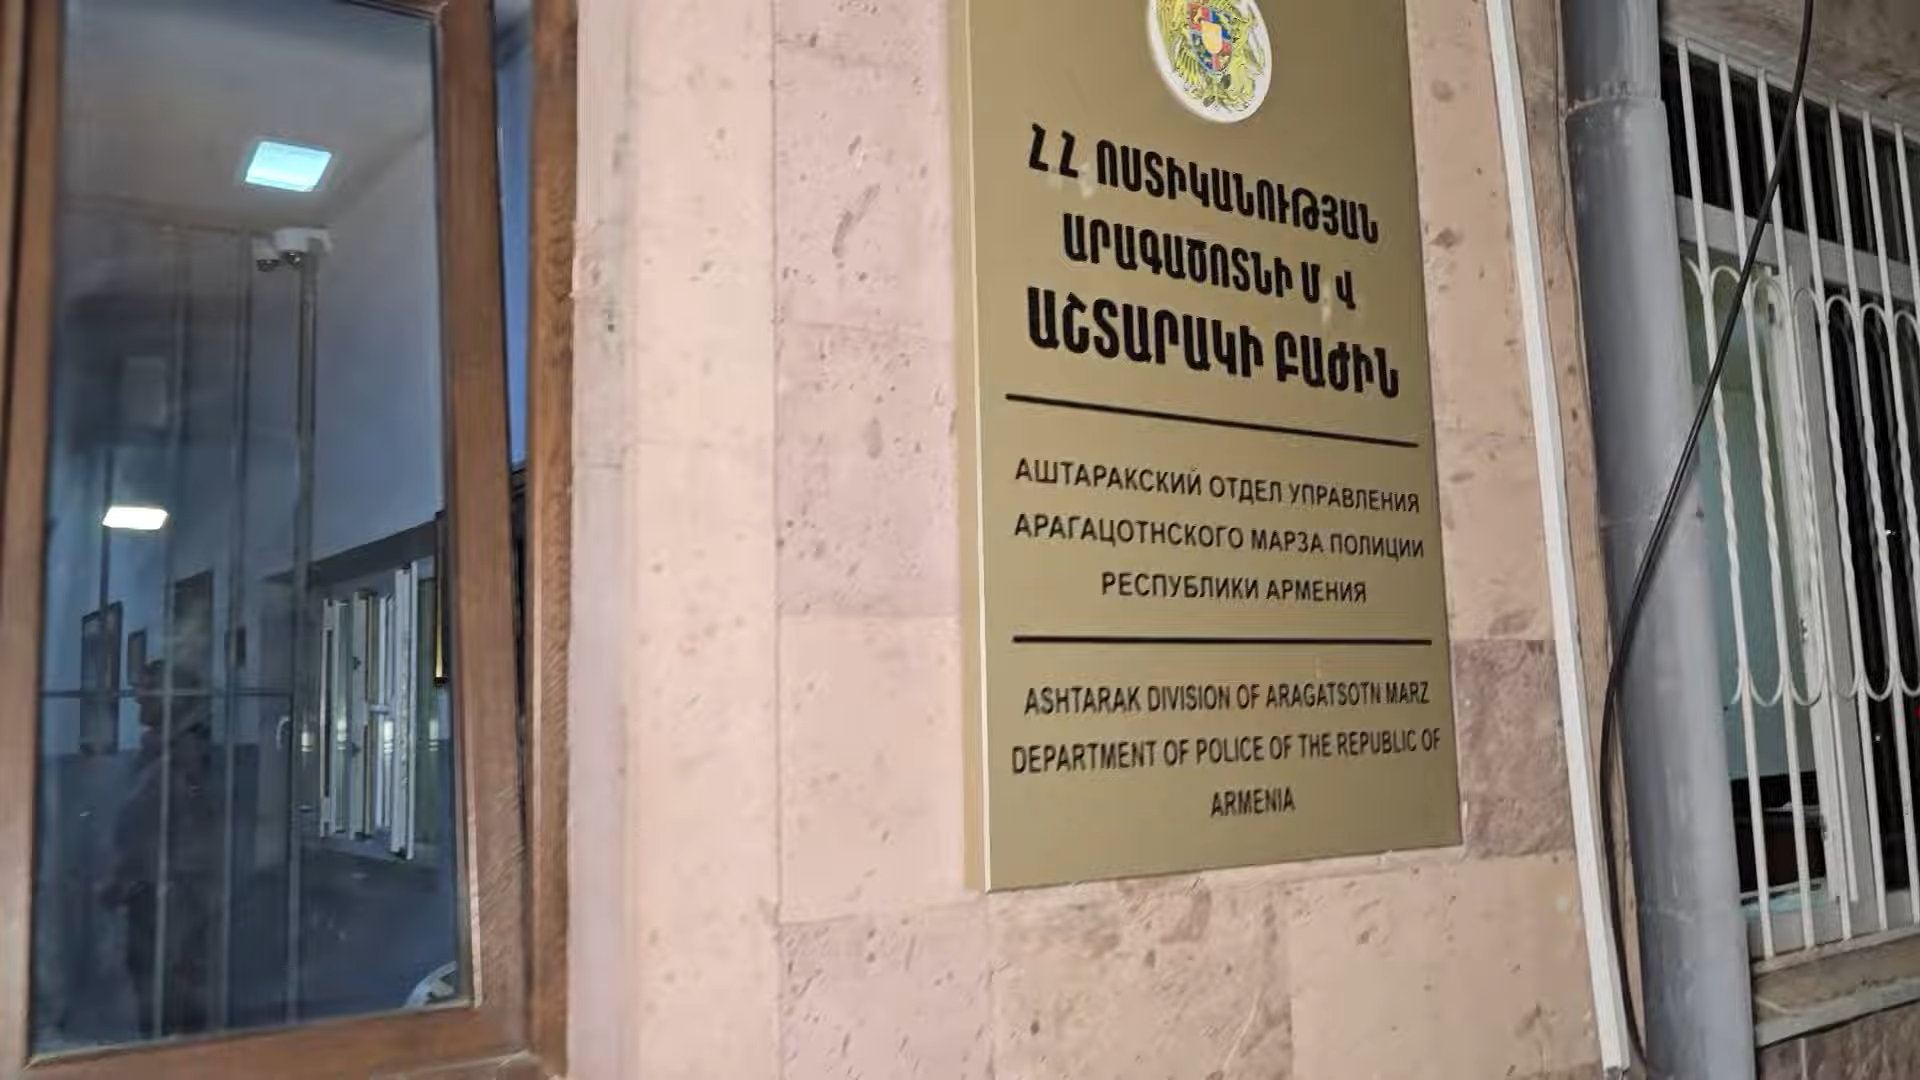 ՀՀ ՈՍՏԻԿԱՆՈՒԹՅԱՆ
ԱՐԱԳԱԾՈՏՆԻ Մ Վ
ԱՇՏԱՐԱԿԻ ԲԱԺԻՆ
АШТАРАКСКИЙ ОТДЕЛ УПРАВЛЕНИЯ
АРАГАЦОТНСКОГО МАРЗА ПОЛИЦИИ
РЕСПУБЛИКИ АРМЕНИЯ
ASHTARAK DIVISION OF ARAGATSOTN MARZ
DEPARTMENT OF POLICE OF THE REPUBLIC OF
ARMENIA